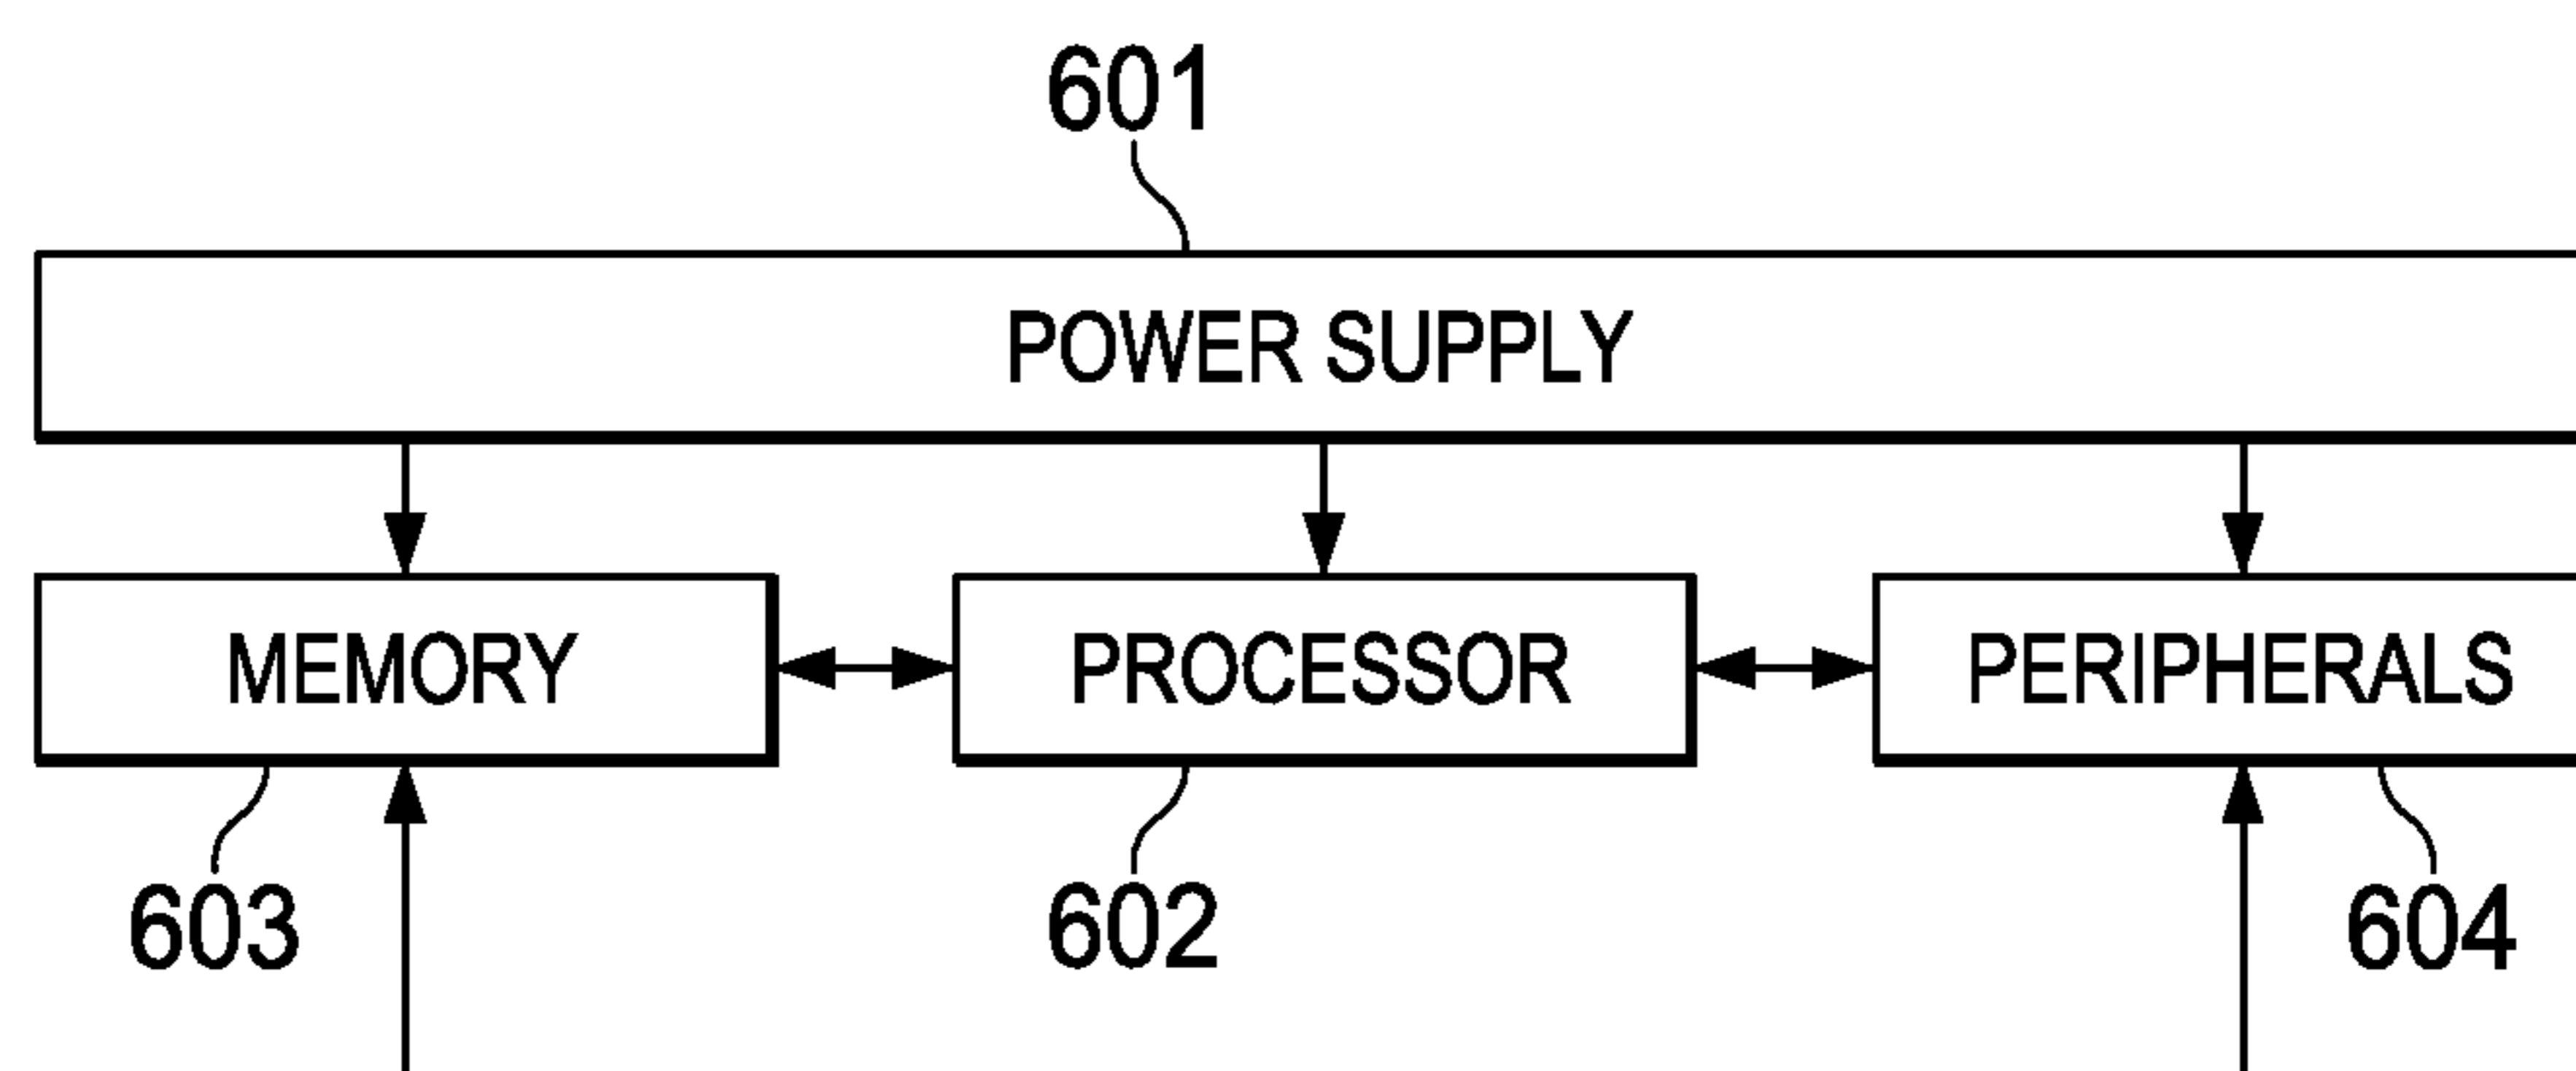 601
POWER SUPPLY
MEMORY
PROCESSOR
PERIPHERALS
603
602
604